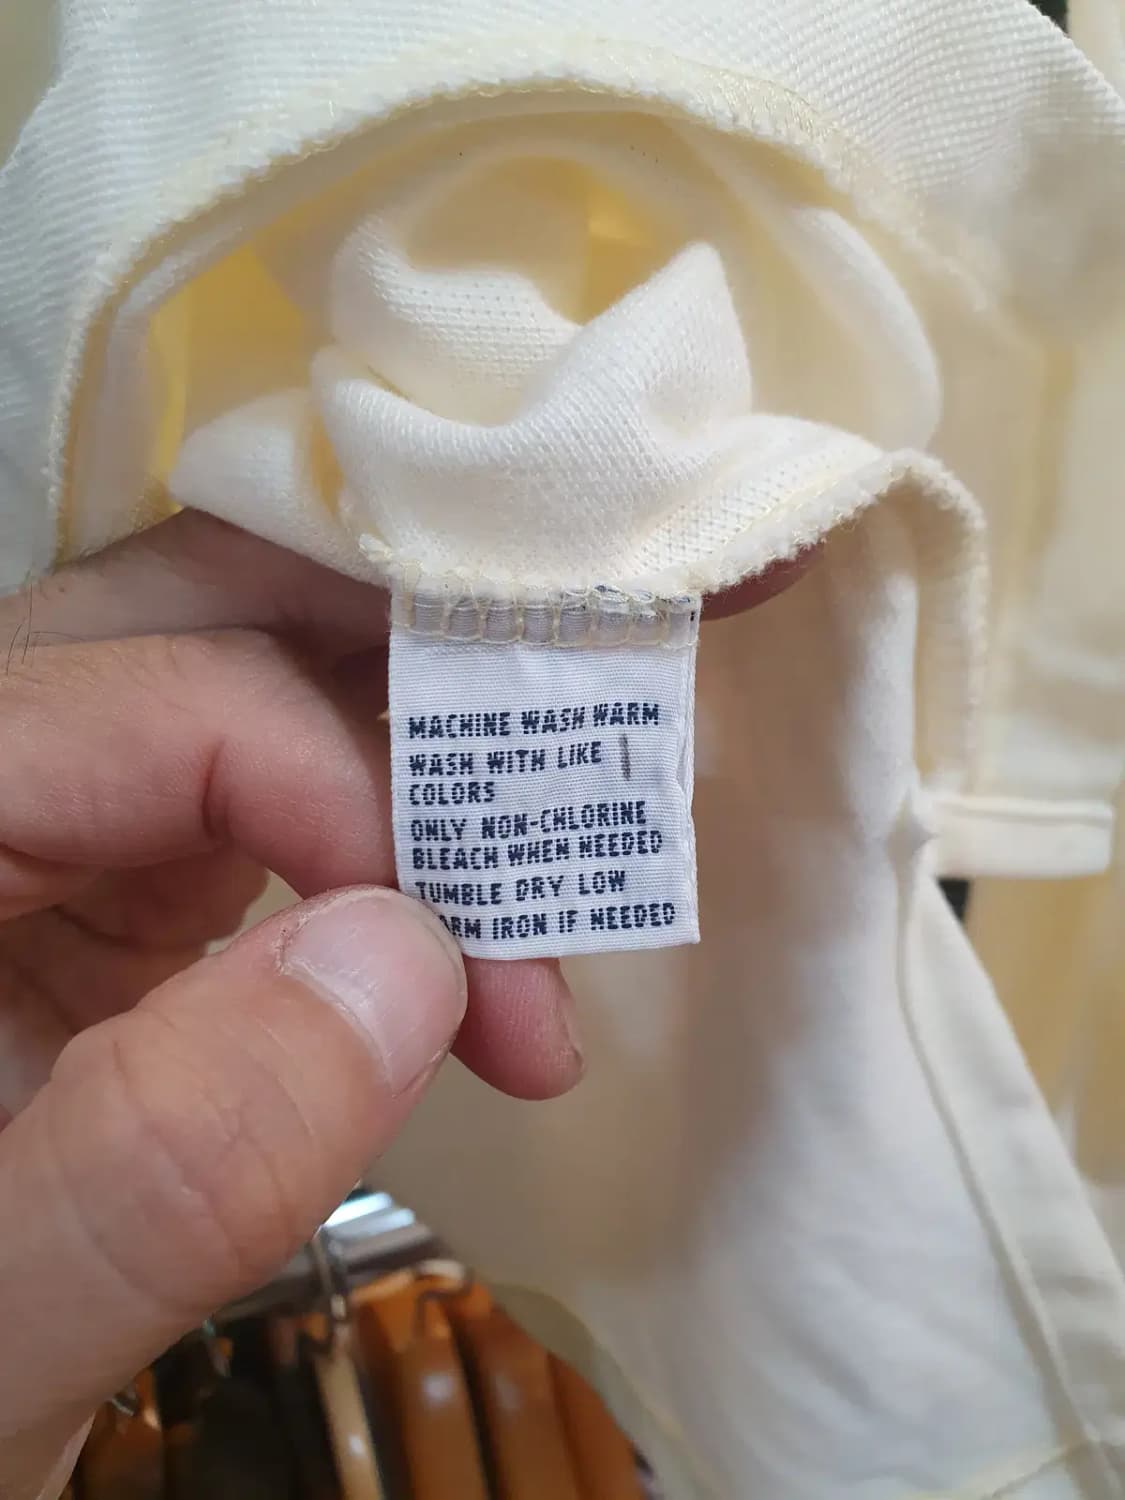 MACHINE WASH WARM
WASH WITH LIKE
COLORS
ONLY NON-CHLORINE
BLEACH WHEN NEEDED
TUMBLE DRY LOW
ARM IRON IF NEEDED